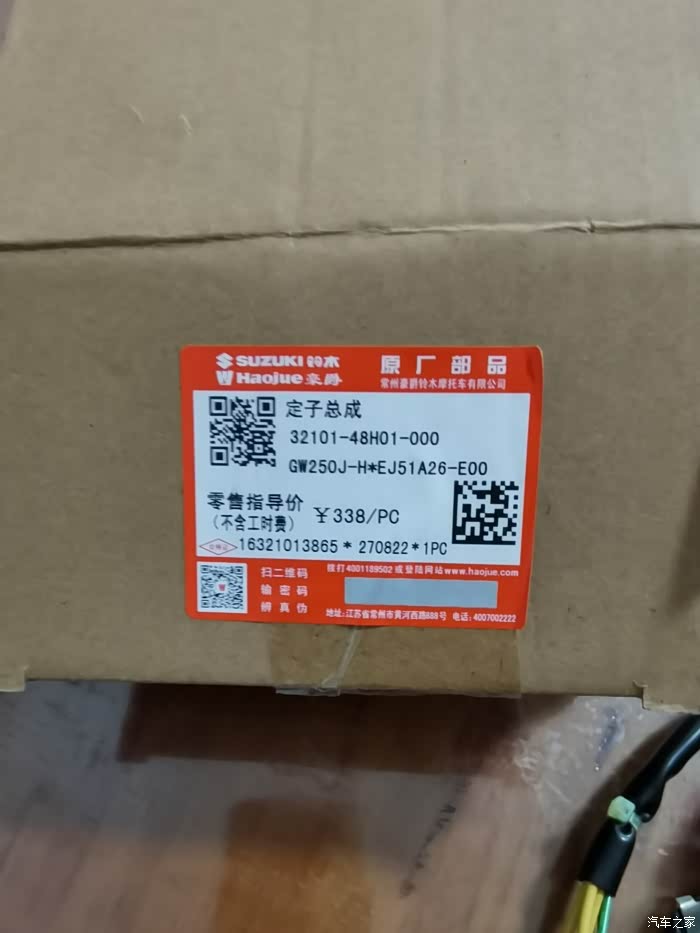 SUZUKI 铃木
Haojue 豪爵
原厂部品
常州豪爵铃木摩托车有限公司
定子总成
32101-48H01-000
GW250J-H*EJ51A26-E00
零售指导价
(不含工时费)
￥338/PC
合格证
16321013865* 270822*1PC
扫二维码
输密码
辨真伪
拨打4001189502或登陆网站www.haojue.com
地址:江苏省常州市黄河西路888号 电话:4007002222
汽车之家